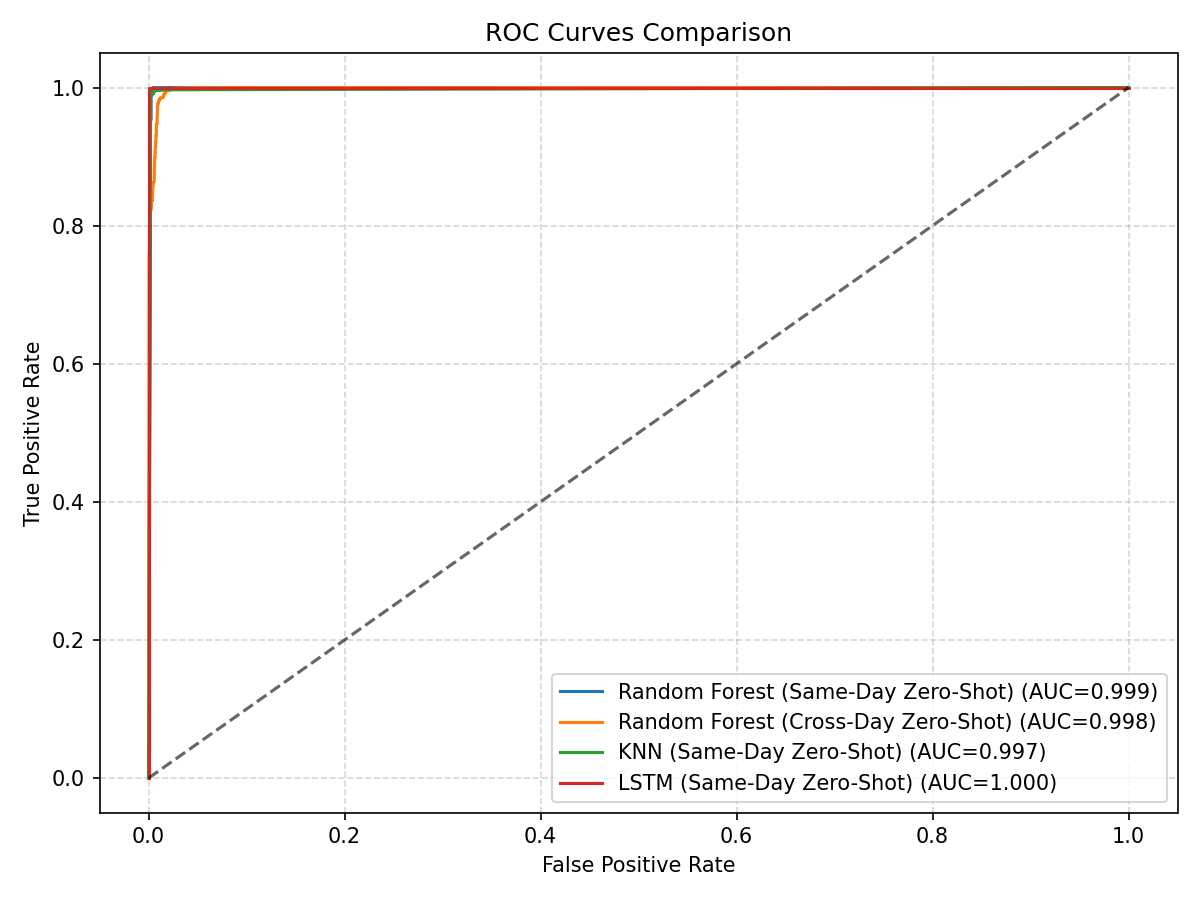 ROC Curves Comparison
True Positive Rate
1.0
0.8
0.6
0.4
0.2
0.0
Random Forest (Same-Day Zero-Shot) (AUC=0.999)
Random Forest (Cross-Day Zero-Shot) (AUC=0.998)
KNN (Same-Day Zero-Shot) (AUC=0.997)
LSTM (Same-Day Zero-Shot) (AUC=1.000)
0.0 0.2 0.4 0.6 0.8 1.0
False Positive Rate